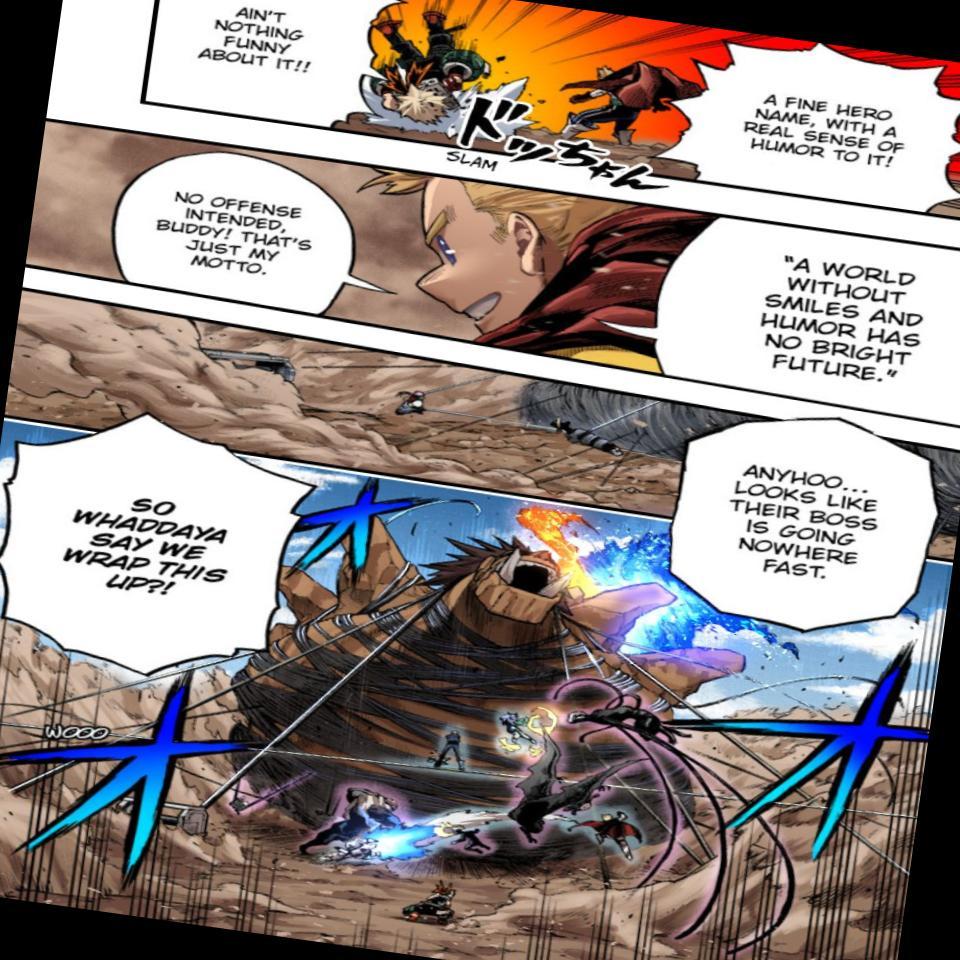 A FINE HERO
NAME, WITH A
REAL SENSE OF
HUMOR TO IT!
ドッちゃん
SLAM
AIN'T
NOTHING
FUNNY
ABOUT IT!!
"A WORLD
WITHOUT
SMILES AND
HUMOR HAS
NO BRIGHT
FUTURE."
NO OFFENSE
INTENDED,
BUDDY! THAT'S
JUST MY
MOTTO.
ANYHOO...
LOOKS LIKE
THEIR BOSS
IS GOING
NOWHERE
FAST.
SO
WHADDAYA
SAY WE
WRAP THIS
UP?!
WOOO